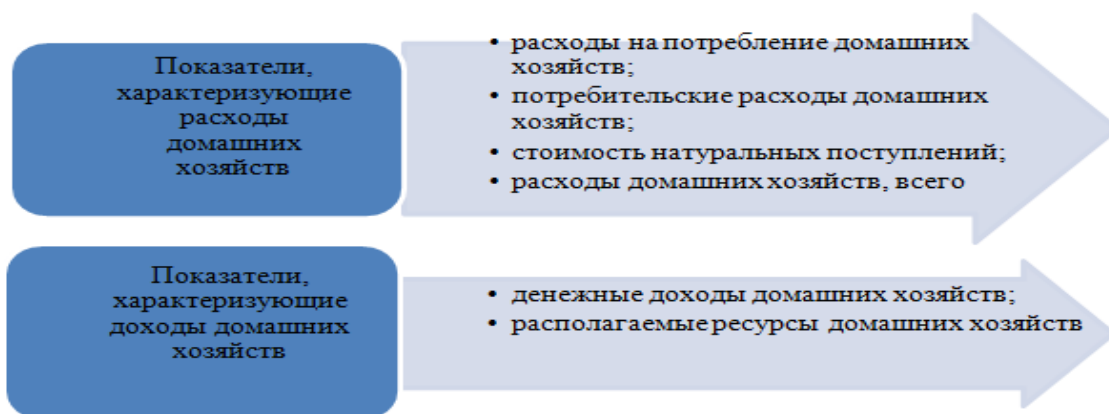 Показатели,
характеризующие
расходы
домашних
хозяйств
• расходы на потребление домашних
хозяйств;
• потребительские расходы домашних
хозяйств;
• стоимость натуральных поступлений;
• расходы домашних хозяйств, всего
Показатели,
характеризующие
доходы домашних
хозяйств
• денежные доходы домашних хозяйств;
• располагаемые ресурсы домашних хозяйств